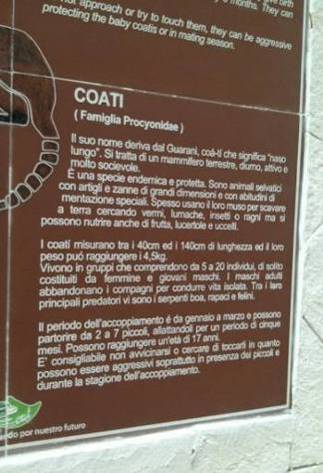 months. They can
approach or try to touch them, they can be aggressive
protecting the baby coatis or in mating season.
COATI
( Famiglia Procyonidae )
Il suo nome deriva dal Guarani, coá-tí che significa "naso
lungo". Si tratta di un mammifero terrestre, diurno, attivo e
molto socievole.
É una specie endemica e protetta. Sono animali selvatici
con artigli e zanne di grandi dimensioni e con abitudini di
mentazione speciali. Spesso usano il loro muso per scavare
a terra cercando vermi, lumache, insetti o ragni ma si
possono nutrire anche di frutta, lucertole e uccelli.
I coati misurano tra i 40cm ed i 140cm di lunghezza ed il loro
peso puó raggiungere i 4,5kg.
Vivono in gruppi che comprendono da 5 a 20 individui, di solito
costituiti da femmine e giovani maschi. I maschi adulti
abbandonano i compagni per condurre vita isolata. Tra i loro
principali predatori vi sono i serpenti boa, rapaci e felini.
Il periodo dell'accoppiamento é da gennaio a marzo e possono
partorire da 2 a 7 piccoli, allattandoli per un periodo di cinque
mesi. Possono raggiungere un'etá di 17 anni.
E' consigliabile non avvicinarsi o cercare di toccarli in quanto
possono essere aggressivi soprattutto in presenza dei piccoli e
durante la stagione dell'accoppiamento.
por nuestro futuro